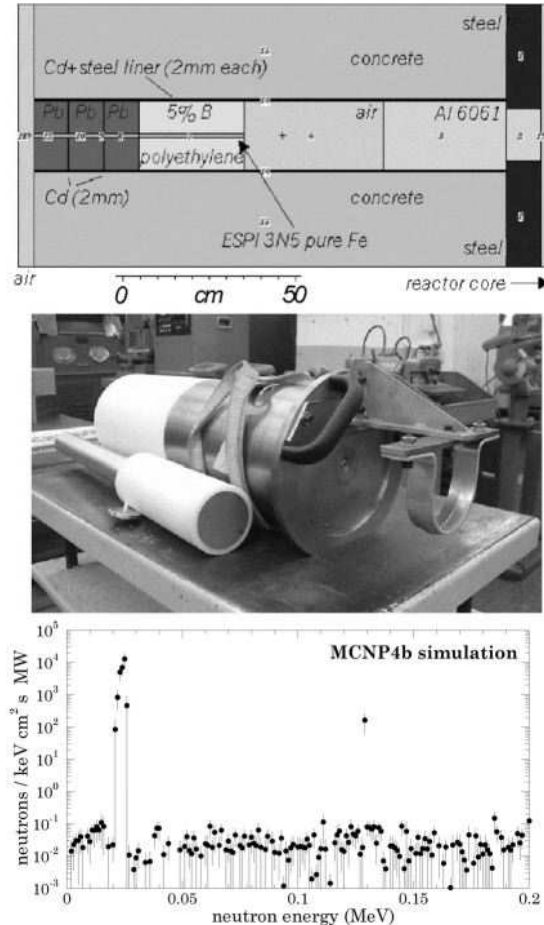 steel
concrete
Cd+steel liner (2mm each)
Pb Pb Pb 5% B air Al 6061
polyethylene
Cd (2mm)
concrete
ESPI 3N5 pure Fe
steel
air
0 cm 50
reactor core
MCNP4b simulation
neutrons / keV cm² s MW
10⁵
10⁴
10³
10²
10¹
10⁰
10⁻¹
10⁻²
10⁻³
0 0.05 0.1 0.15 0.2
neutron energy (MeV)